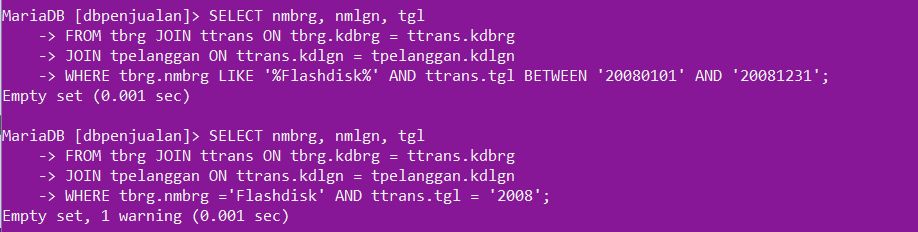 MariaDB [dbpenjualan]> SELECT nmbrg, nmlgn, tgl
-> FROM tbrg JOIN ttrans ON tbrg.kdbrg = ttrans.kdbrg
-> JOIN tpelanggan ON ttrans.kdlgn = tpelanggan.kdlgn
-> WHERE tbrg.nmbrg LIKE '%Flashdisk%' AND ttrans.tgl BETWEEN '20080101' AND '20081231';
Empty set (0.001 sec)
MariaDB [dbpenjualan]> SELECT nmbrg, nmlgn, tgl
-> FROM tbrg JOIN ttrans ON tbrg.kdbrg = ttrans.kdbrg
-> JOIN tpelanggan ON ttrans.kdlgn = tpelanggan.kdlgn
-> WHERE tbrg.nmbrg ='Flashdisk' AND ttrans.tgl = '2008';
Empty set, 1 warning (0.001 sec)